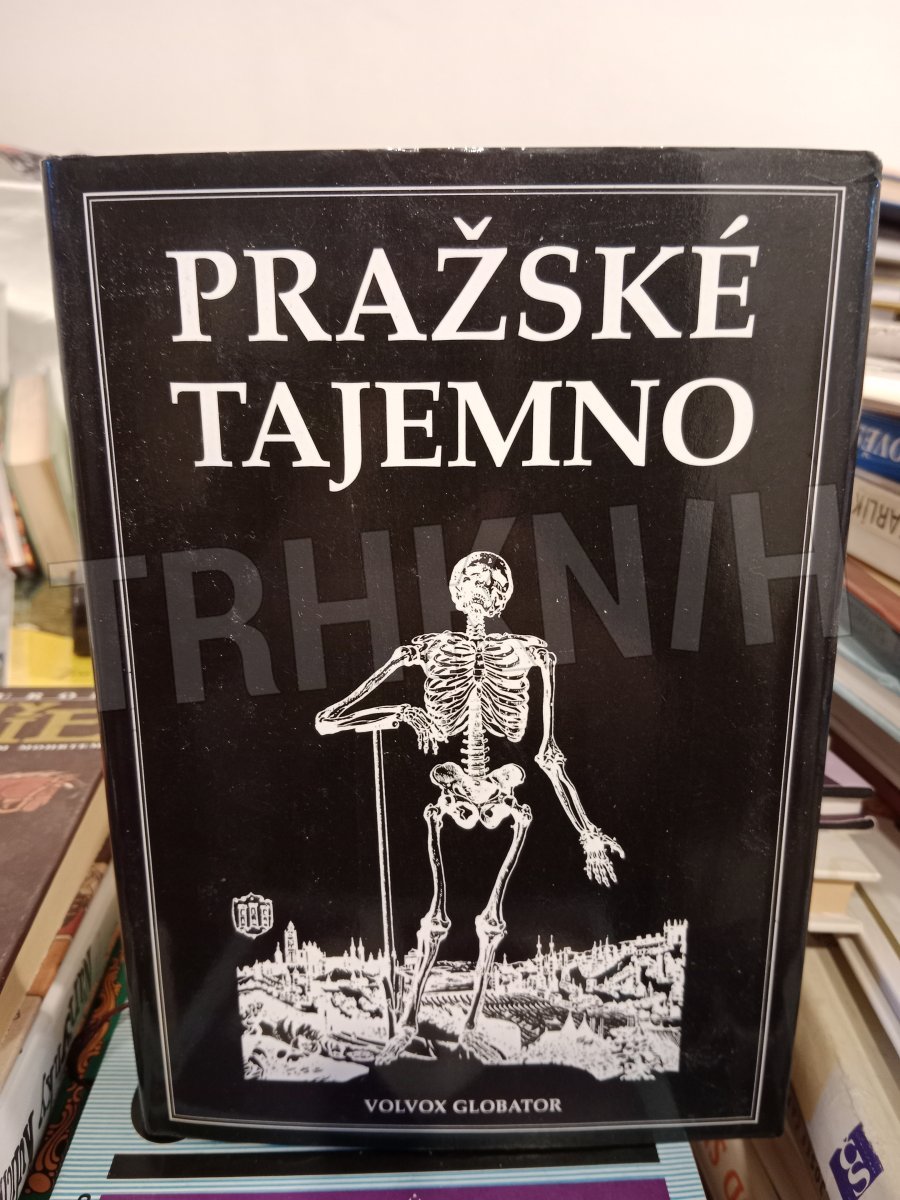 PRAŽSKÉ
TAJEMNO
TRHKNIH
VOLVOX GLOBATOR